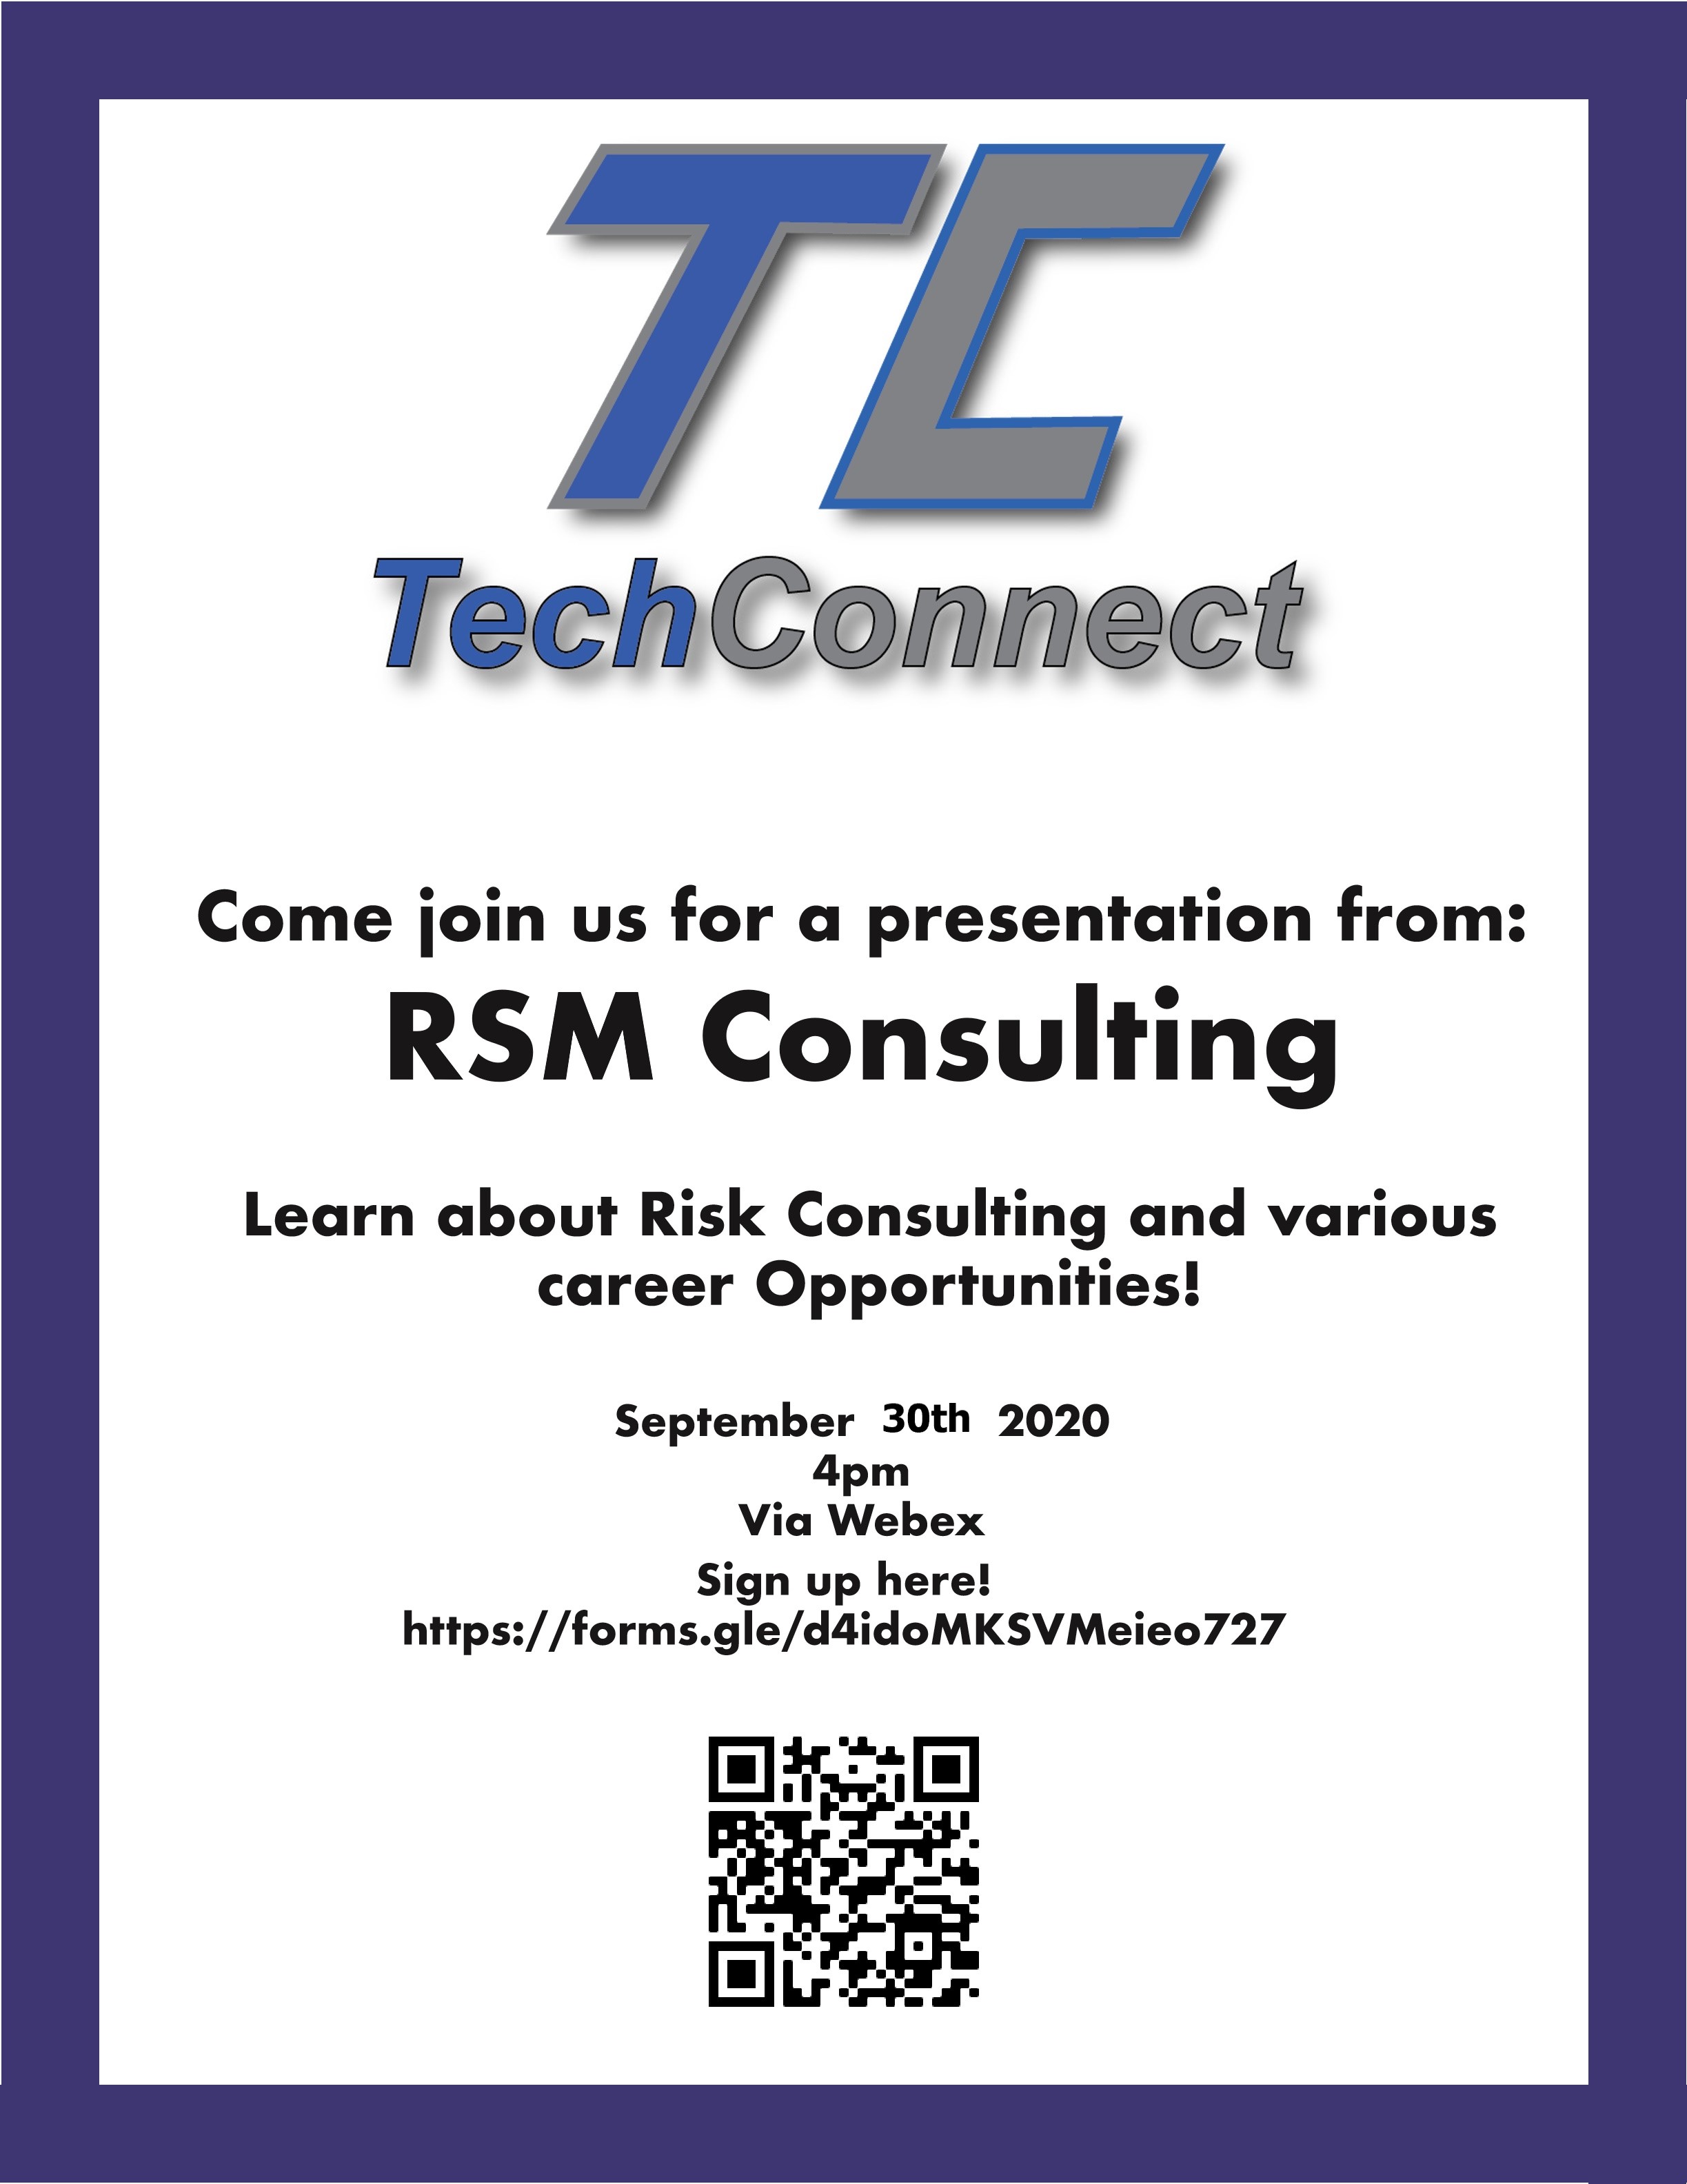 TC
TechConnect
Come join us for a presentation from:
RSM Consulting
Learn about Risk Consulting and various
career Opportunities!
September 30th 2020
4pm
Via Webex
Sign up here!
https://forms.gle/d4idoMKSVMeieo727